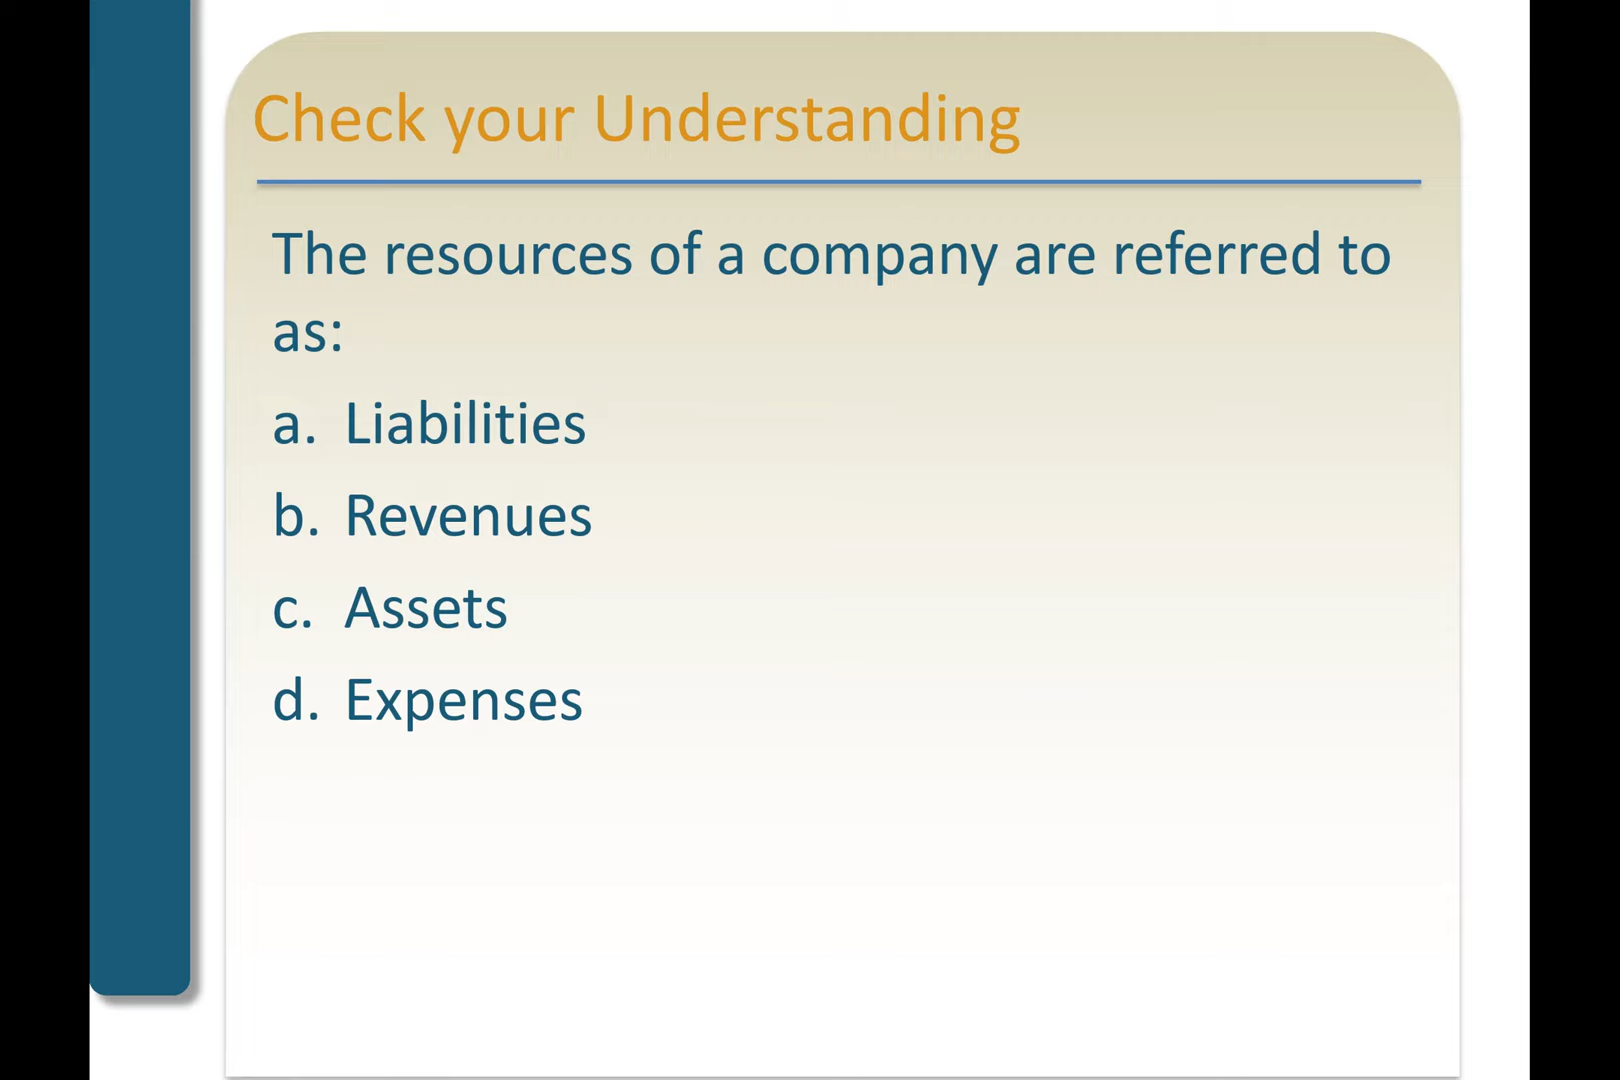 Check your Understanding
The resources of a company are referred to
as:
a. Liabilities
b. Revenues
c. Assets
d. Expenses